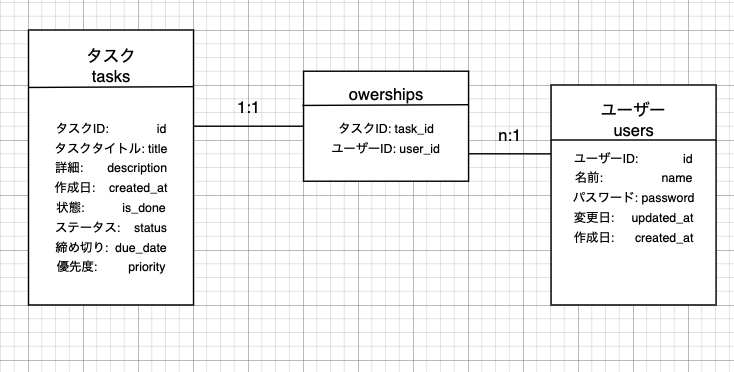 タスク
tasks
タスクID: id
タスクタイトル: title
詳細: description
作成日: created_at
状態: is_done
ステータス: status
締め切り: due_date
優先度: priority
1:1
owerships
タスクID: task_id
ユーザーID: user_id
n:1
ユーザー
users
ユーザーID: id
名前: name
パスワード: password
変更日: updated_at
作成日: created_at